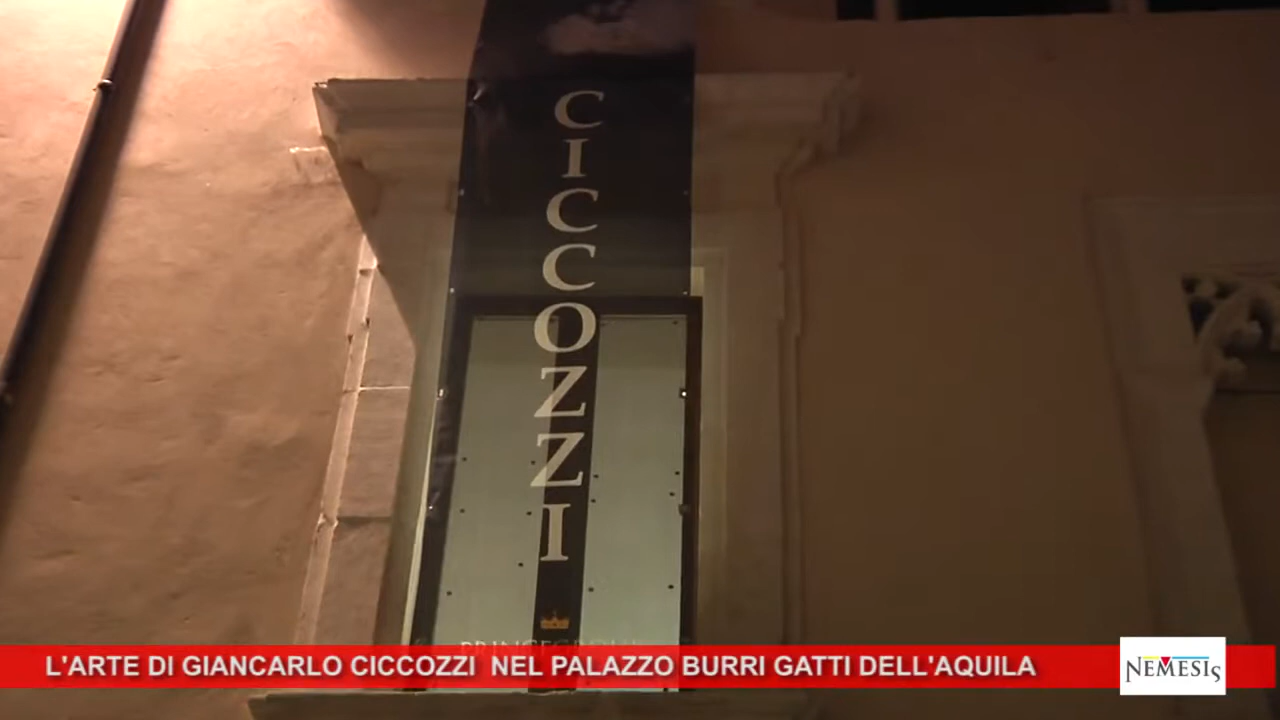 CICCOZZI
L'ARTE DI GIANCARLO CICCOZZI NEL PALAZZO BURRI GATTI DELL'AQUILA
NEMESIS